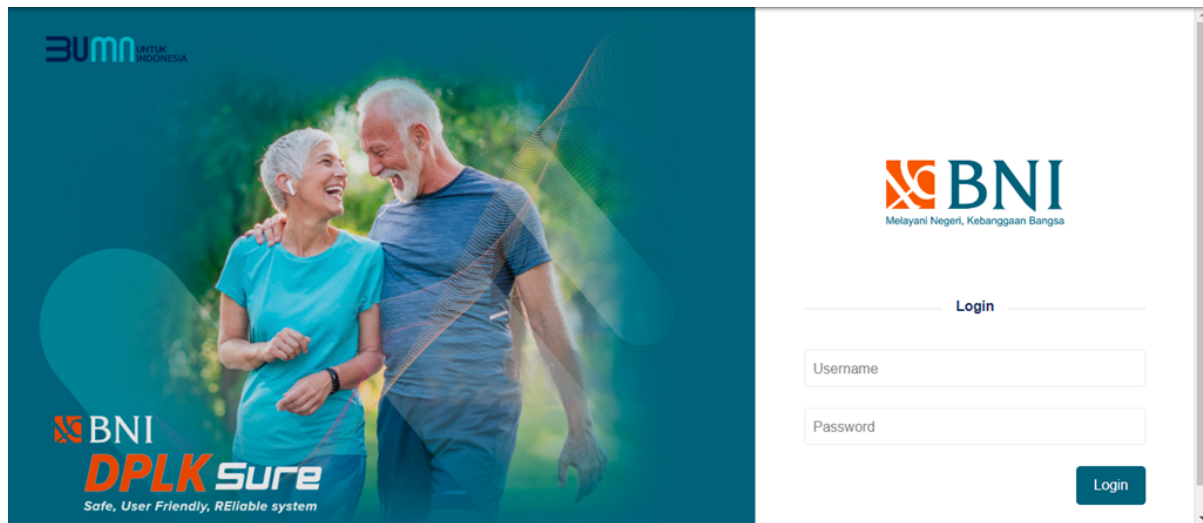 BUMN UNTUK
INDONESIA
BNI
DPLK Sure
Safe, User Friendly, REliable system
BNI
Melayani Negeri, Kebanggaan Bangsa
Login
Username
Password
Login